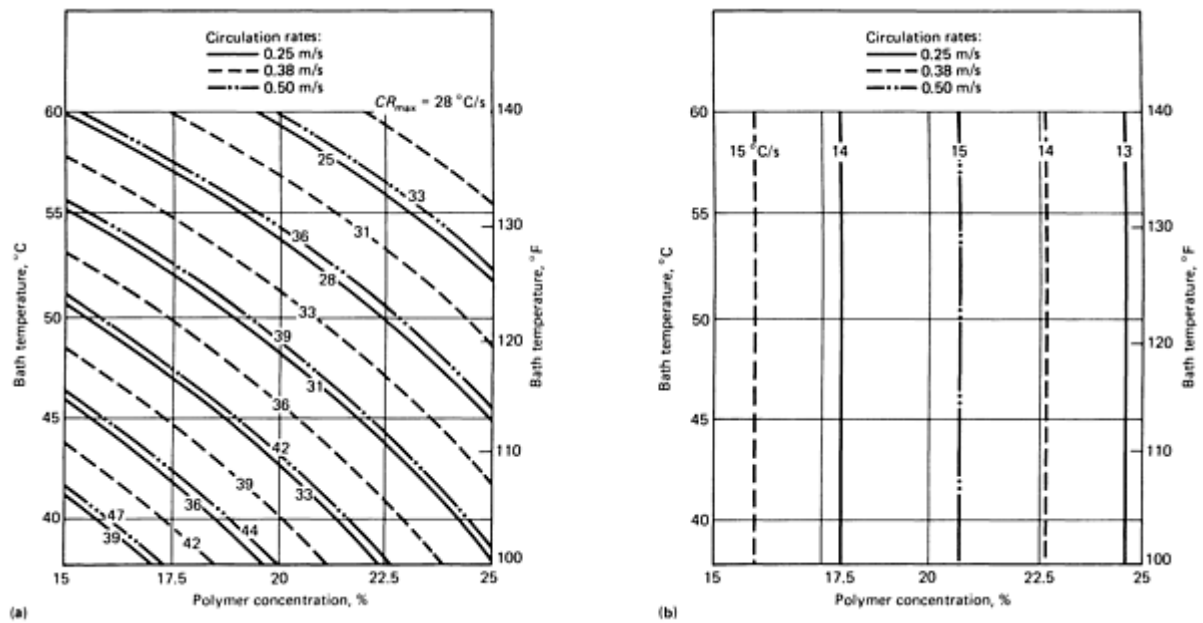 Circulation rates:
0.25 m/s
0.38 m/s
0.50 m/s
CRmax = 28 °C/s
60
55
50
45
40
Bath temperature, °C
140
130
120
110
100
Bath temperature, °F
25
33
31
36
28
33
39
31
36
42
33
39
44
36
42
47
39
15
17.5
20
22.5
25
Polymer concentration, %
(a)
Circulation rates:
0.25 m/s
0.38 m/s
0.50 m/s
60
55
50
45
40
Bath temperature, °C
15 °C/s
14
15
14
13
140
130
120
110
100
Bath temperature, °F
15
17.5
20
22.5
25
Polymer concentration, %
(b)